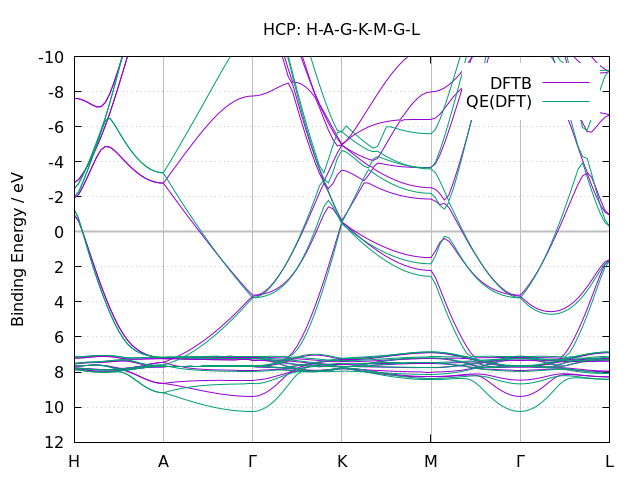 HCP: H-A-G-K-M-G-L
-10
-8
-6
-4
-2
0
2
4
6
8
10
12
Binding Energy / eV
DFTB
QE(DFT)
H A Γ K M Γ L